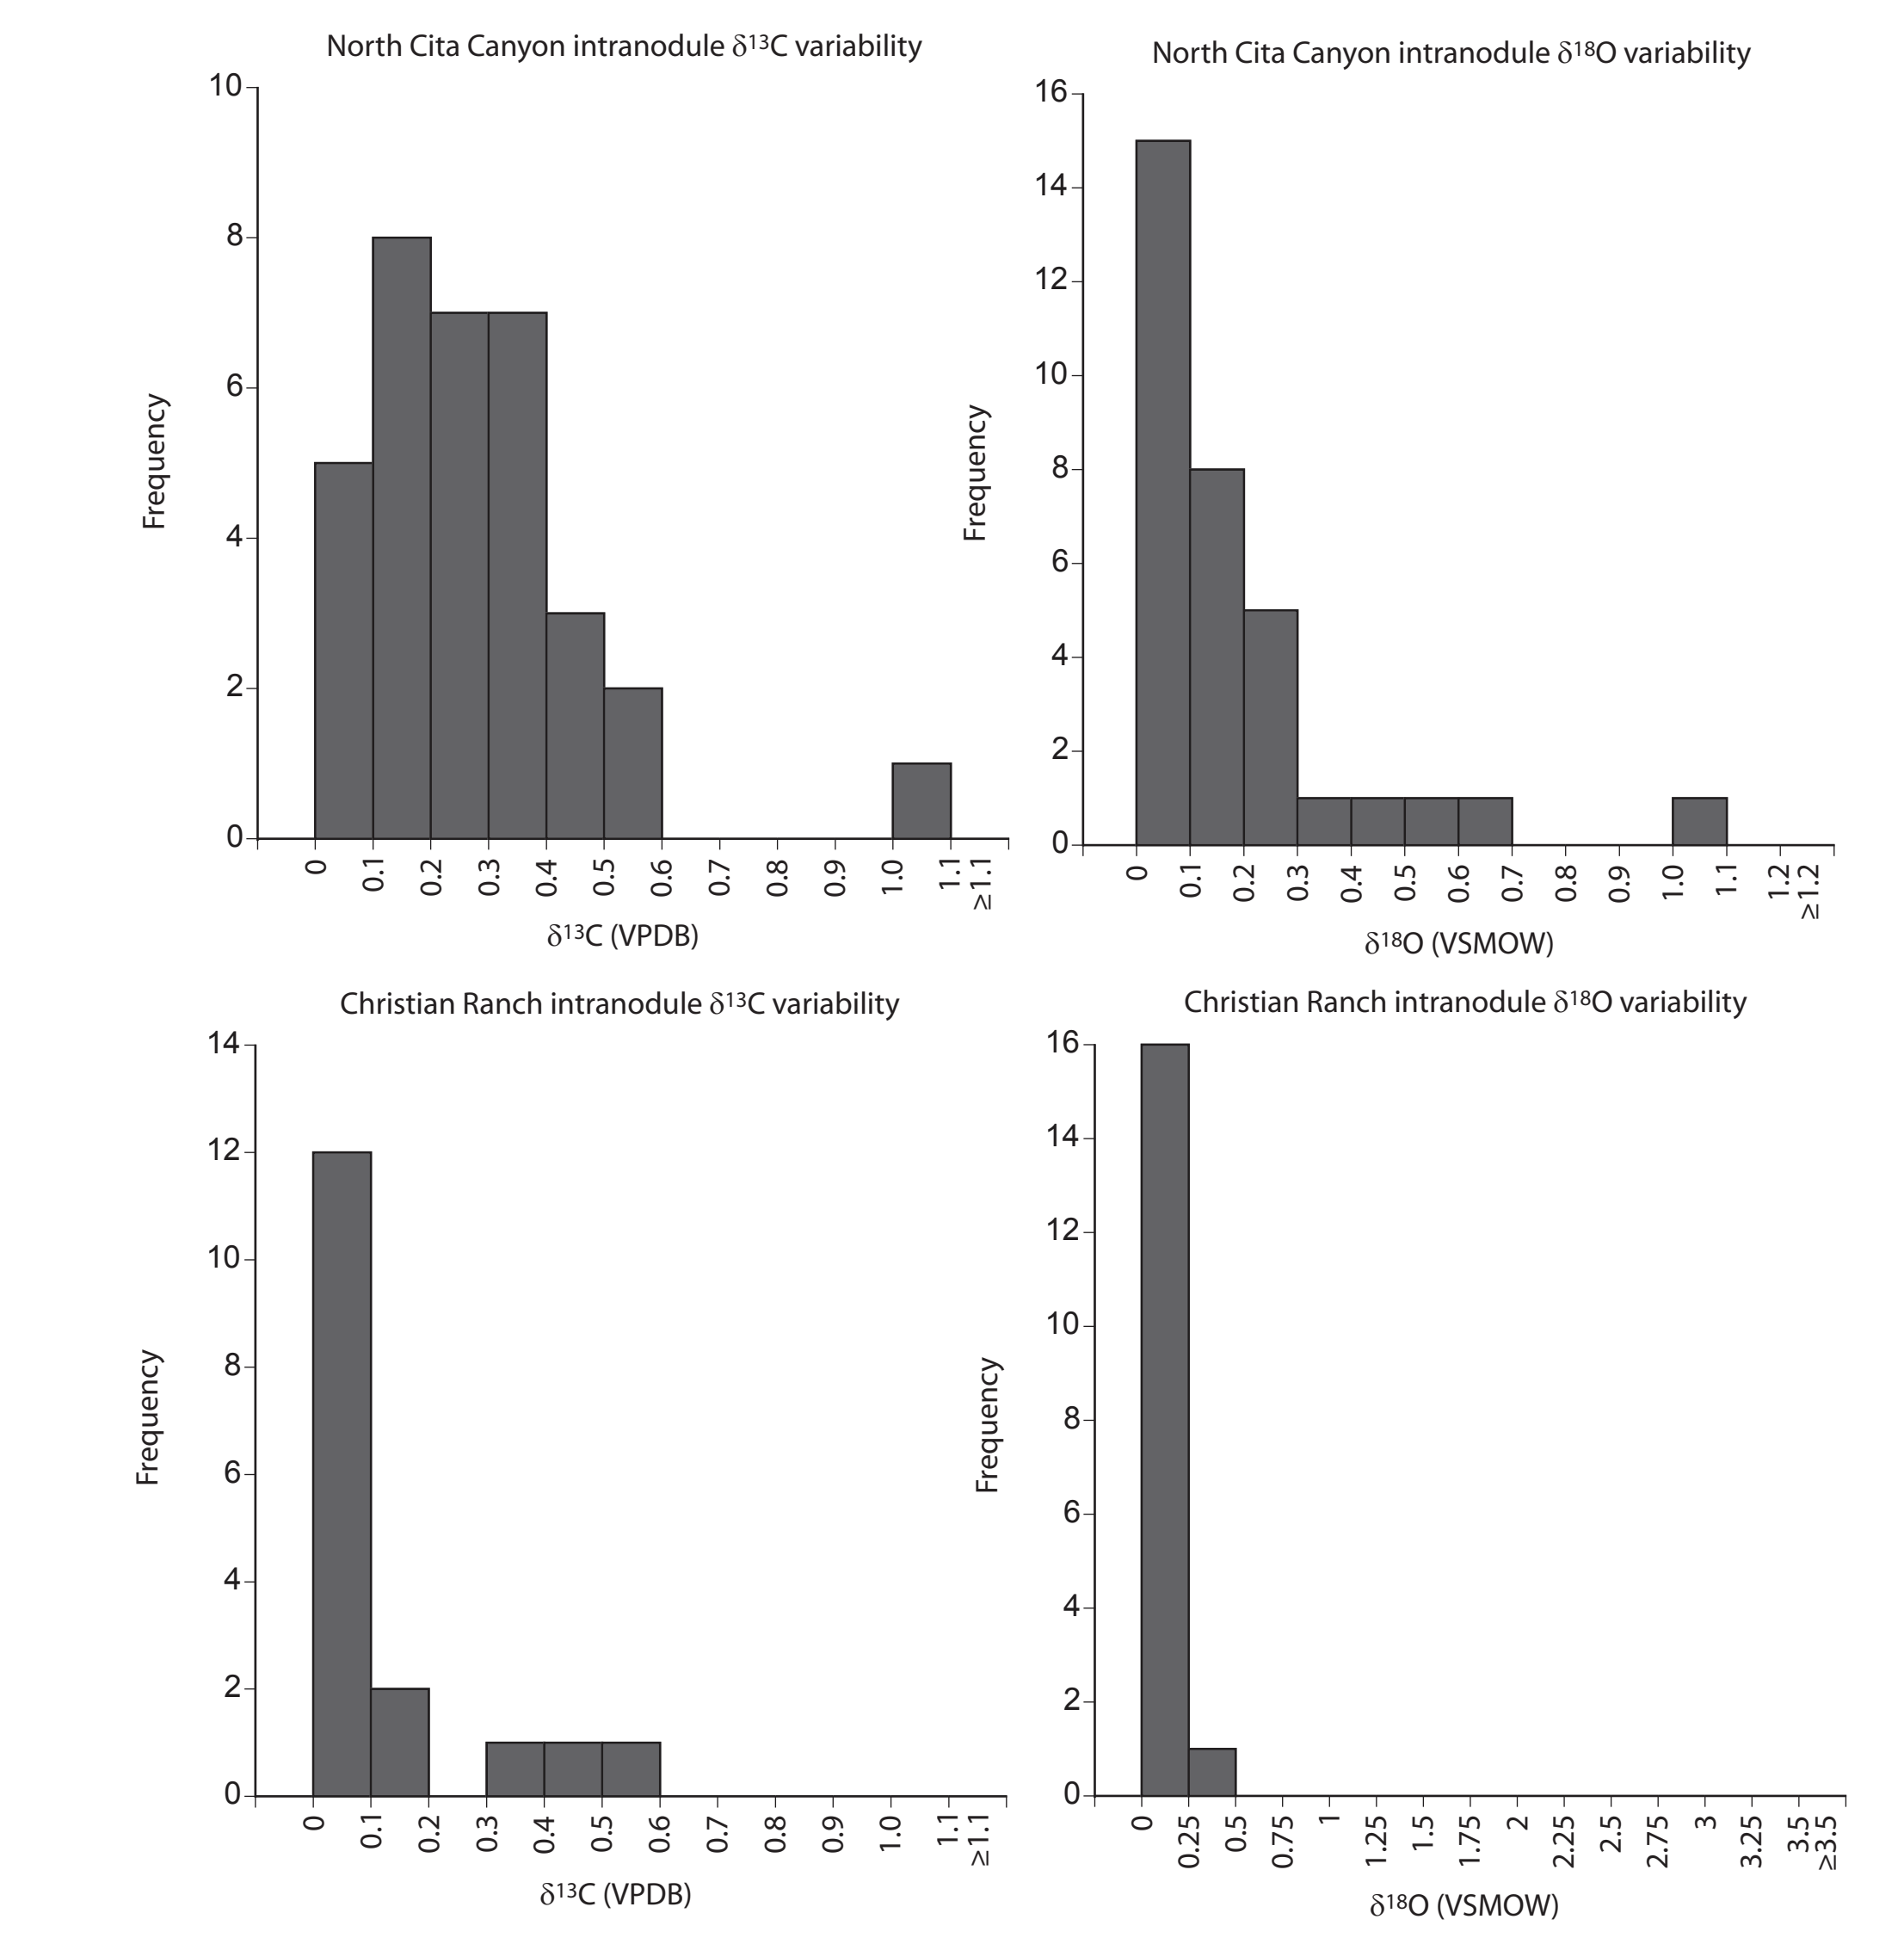 North Cita Canyon intranodule δ¹³C variability
10
8
6
4
2
0
Frequency
0 0.1 0.2 0.3 0.4 0.5 0.6 0.7 0.8 0.9 1.0 1.1 ≥1.1
δ¹³C (VPDB)
North Cita Canyon intranodule δ¹⁸O variability
16
14
12
10
8
6
4
2
0
Frequency
0 0.1 0.2 0.3 0.4 0.5 0.6 0.7 0.8 0.9 1.0 1.1 1.2 ≥1.2
δ¹⁸O (VSMOW)
Christian Ranch intranodule δ¹³C variability
14
12
10
8
6
4
2
0
Frequency
0 0.1 0.2 0.3 0.4 0.5 0.6 0.7 0.8 0.9 1.0 1.1 ≥1.1
δ¹³C (VPDB)
Christian Ranch intranodule δ¹⁸O variability
16
14
12
10
8
6
4
2
0
Frequency
0 0.25 0.5 0.75 1 1.25 1.5 1.75 2 2.25 2.5 2.75 3 3.25 3.5 ≥3.5
δ¹⁸O (VSMOW)